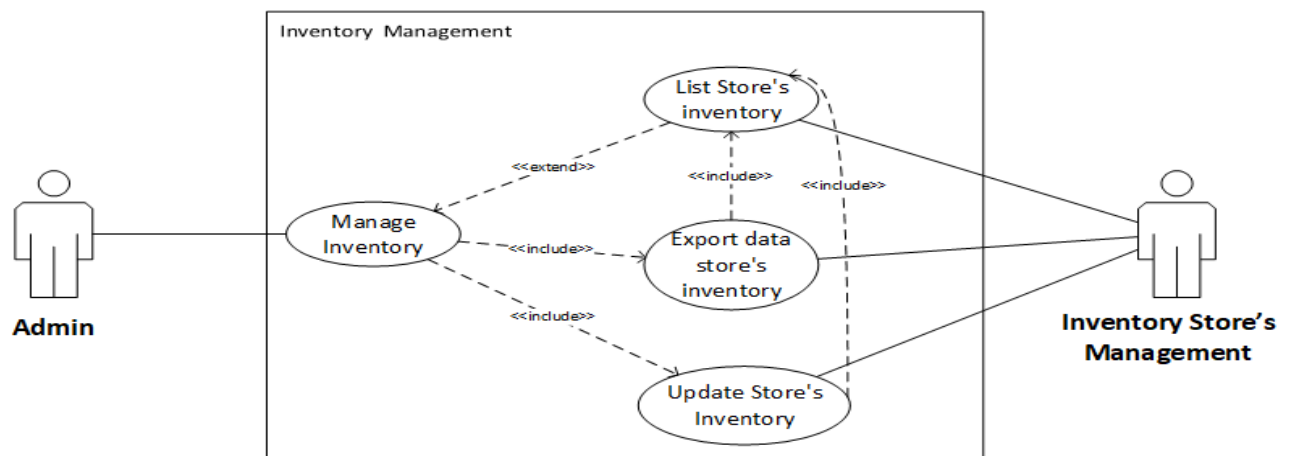 Inventory Management
List Store's
inventory
<<extend>>
<<include>>
<<include>>
Manage
Inventory
<<include>>
Export data
store's
inventory
<<include>>
Update Store's
Inventory
Admin
Inventory Store’s
Management